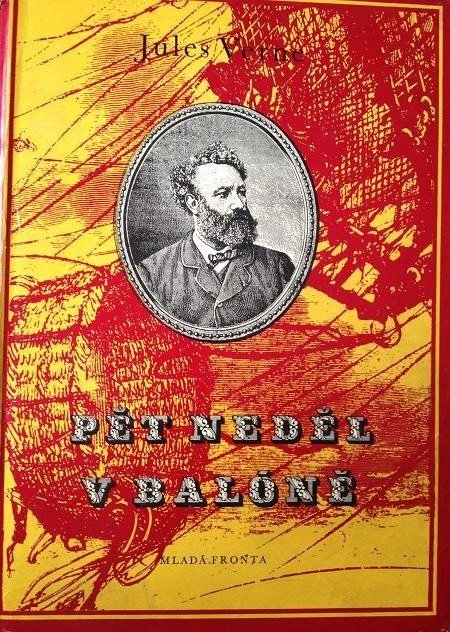 Jules Verne
PĚT NEDĚL
V BALÓNĚ
MLADÁ FRONTA